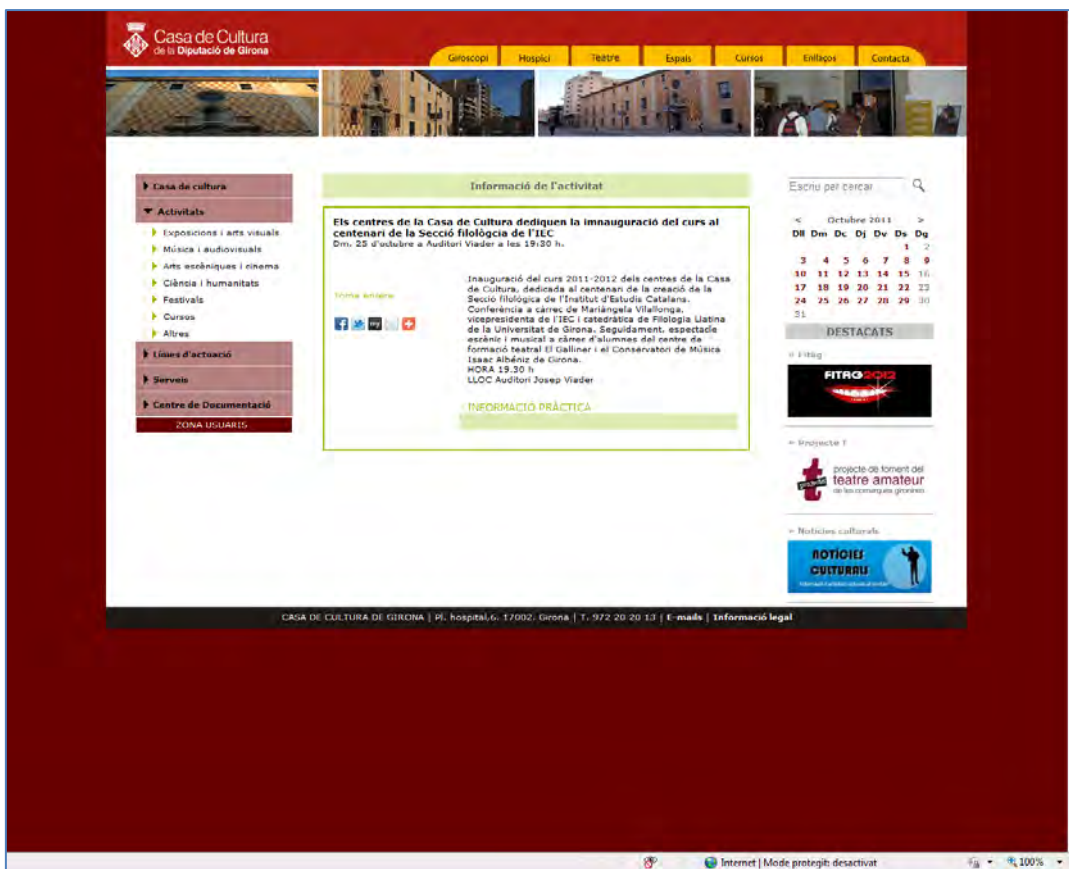 Casa de Cultura
de la Diputació de Girona
Giroscopi Hospici Teatre Espais Cursos Enllaços Contacta
Casa de cultura
Activitats
Exposicions i arts visuals
Música i audiovisuals
Arts escèniques i cinema
Ciència i humanitats
Festivals
Cursos
Altres
Línies d'actuació
Serveis
Centre de Documentació
ZONA USUARIS
Informació de l'activitat
Els centres de la Casa de Cultura dediquen la imnauguració del curs al
centenari de la Secció filològcia de l'IEC
Dm. 25 d'octubre a Auditori Viader a les 19:30 h.
Torna enrere
Inauguració del curs 2011-2012 dels centres de la Casa
de Cultura, dedicada al centenari de la creació de la
Secció filològica de l'Institut d'Estudis Catalans.
Conferència a càrrec de Mariàngela Vilallonga,
vicepresidenta de l'IEC i catedràtica de Filologia Llatina
de la Universitat de Girona. Seguidament, espectacle
escènic i musical a càrrec d'alumnes del centre de
formació teatral El Galliner i el Conservatori de Música
Isaac Albéniz de Girona.
HORA 19.30 h
LLOC Auditori Josep Viader
INFORMACIÓ PRÀCTICA
Escriu per cercar
< Octubre 2011 >
Dll Dm Dc Dj Dv Ds Dg
1 2
3 4 5 6 7 8 9
10 11 12 13 14 15 16
17 18 19 20 21 22 23
24 25 26 27 28 29 30
31
DESTACATS
Fitag
FITAG2012
Projecte T
projecte
t
projecte de foment del
teatre amateur
de les comarques gironines
Notícies culturals
NOTÍCIES
CULTURALS
CASA DE CULTURA DE GIRONA | Pl. hospital,6. 17002. Girona | T. 972 20 20 13 | E-mails | Informació legal
Internet | Mode protegit: desactivat
100%